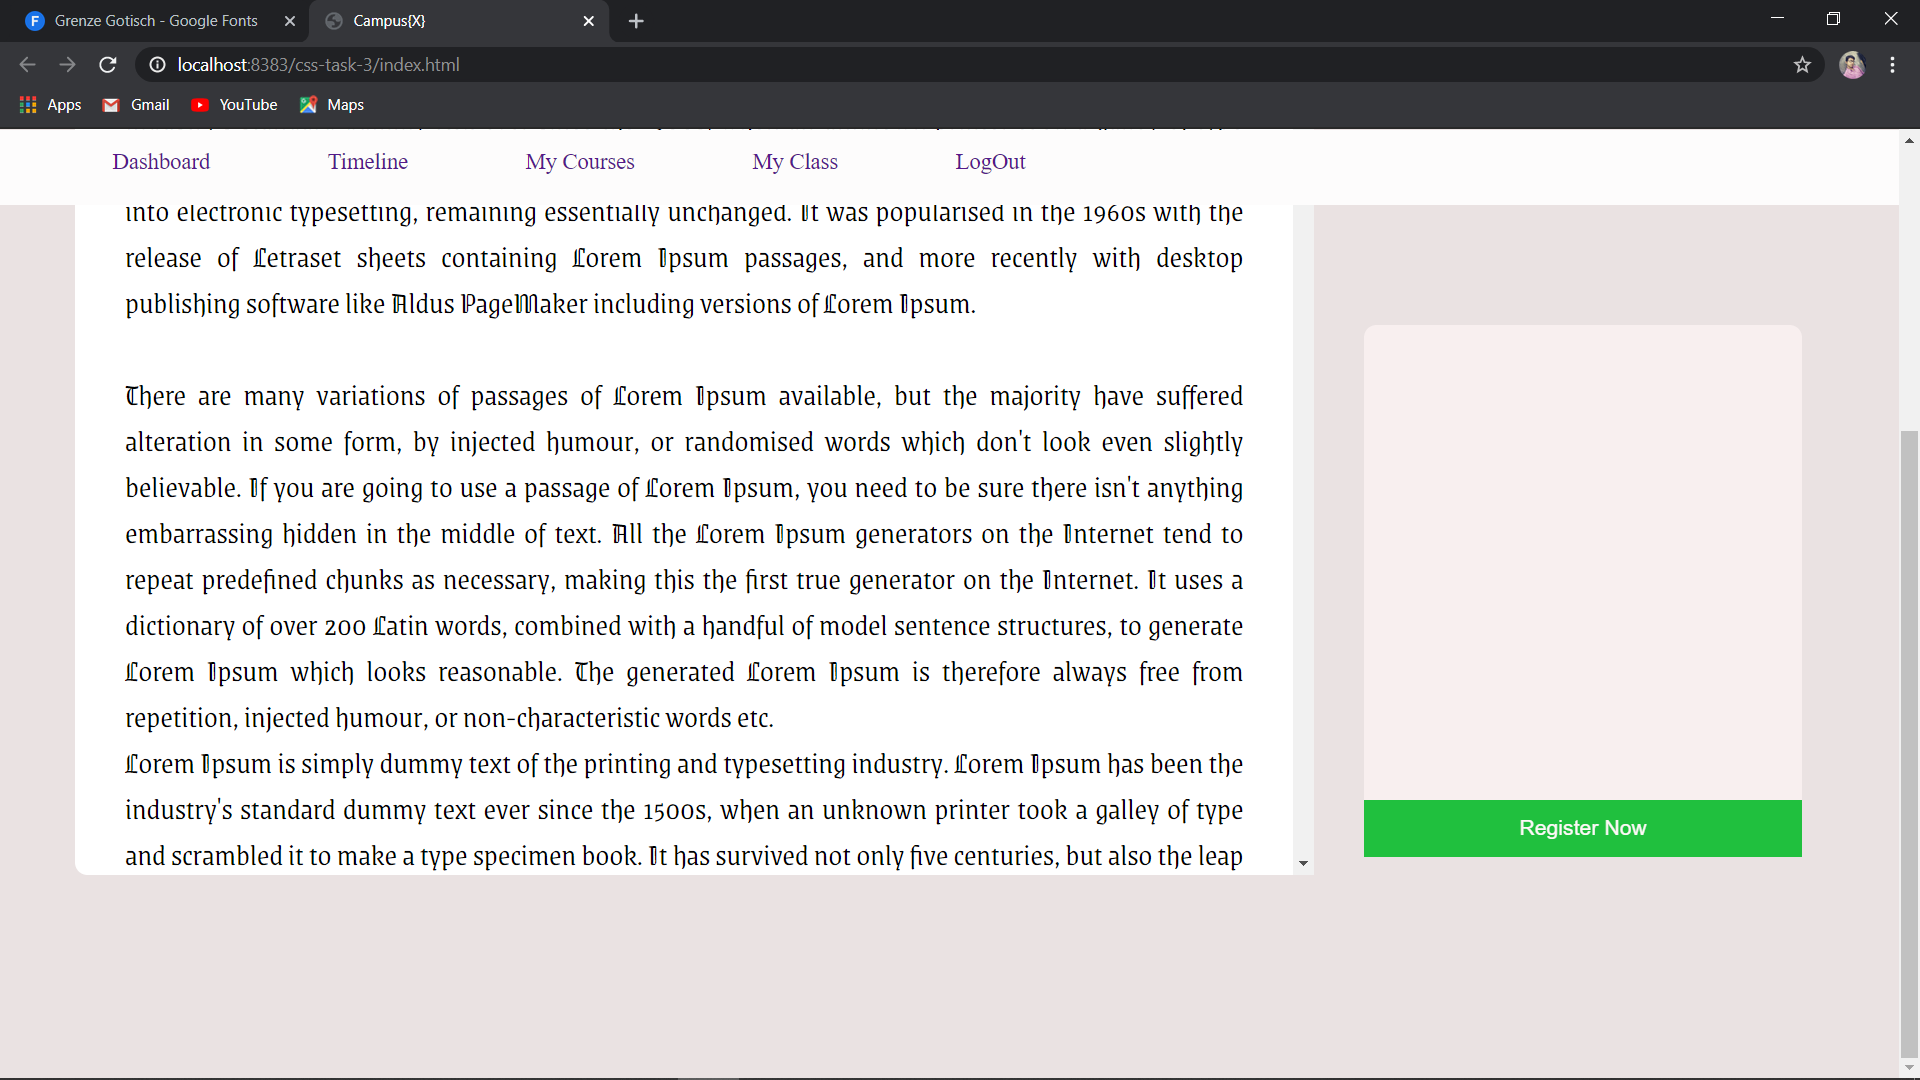 Grenze Gotisch - Google Fonts
Campus{X}
localhost:8383/css-task-3/index.html
Apps
Gmail
YouTube
Maps
Dashboard
Timeline
My Courses
My Class
LogOut
into electronic typesetting, remaining essentially unchanged. It was popularised in the 1960s with the
release of Letraset sheets containing Lorem Ipsum passages, and more recently with desktop
publishing software like Aldus PageMaker including versions of Lorem Ipsum.
There are many variations of passages of Lorem Ipsum available, but the majority have suffered
alteration in some form, by injected humour, or randomised words which don't look even slightly
believable. If you are going to use a passage of Lorem Ipsum, you need to be sure there isn't anything
embarrassing hidden in the middle of text. All the Lorem Ipsum generators on the Internet tend to
repeat predefined chunks as necessary, making this the first true generator on the Internet. It uses a
dictionary of over 200 Latin words, combined with a handful of model sentence structures, to generate
Lorem Ipsum which looks reasonable. The generated Lorem Ipsum is therefore always free from
repetition, injected humour, or non-characteristic words etc.
Lorem Ipsum is simply dummy text of the printing and typesetting industry. Lorem Ipsum has been the
industry's standard dummy text ever since the 1500s, when an unknown printer took a galley of type
and scrambled it to make a type specimen book. It has survived not only five centuries, but also the leap
Register Now